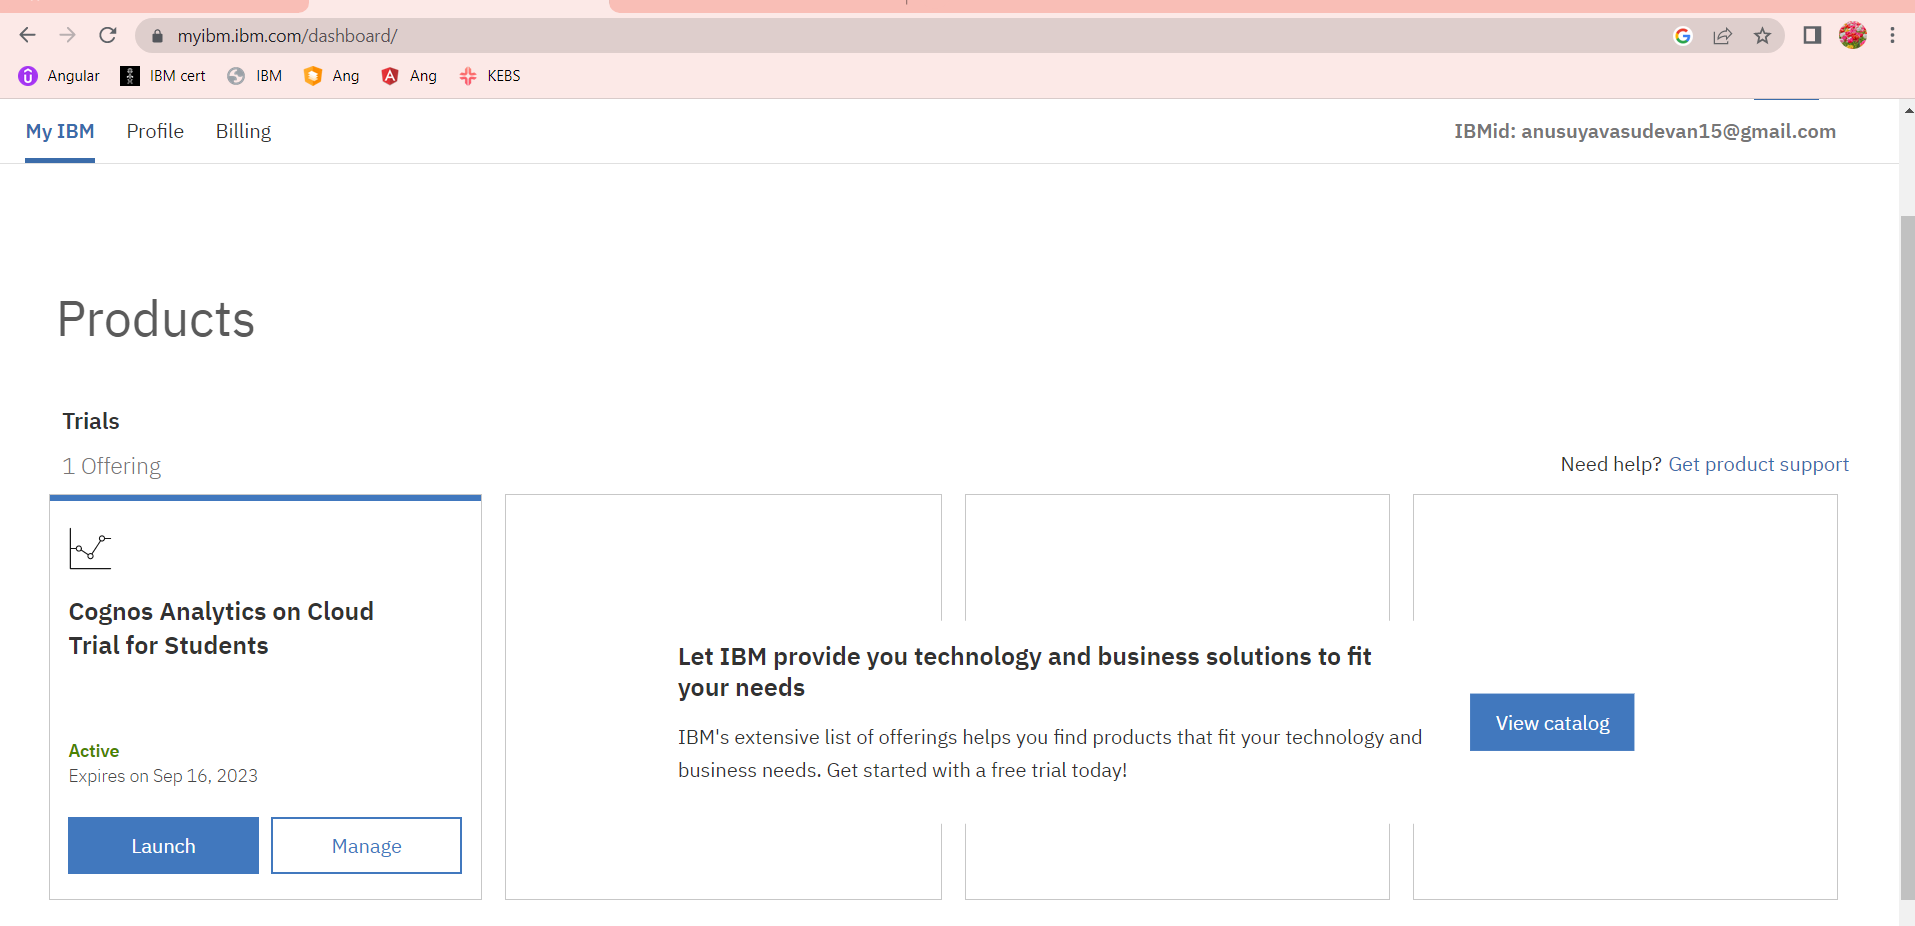 myibm.ibm.com/dashboard/
Angular IBM cert IBM Ang Ang KEBS
My IBM Profile Billing IBMid: anusuyavasudevan15@gmail.com
Products
Trials
1 Offering
Need help? Get product support
Cognos Analytics on Cloud
Trial for Students
Active
Expires on Sep 16, 2023
Launch Manage
Let IBM provide you technology and business solutions to fit
your needs
IBM's extensive list of offerings helps you find products that fit your technology and
business needs. Get started with a free trial today!
View catalog